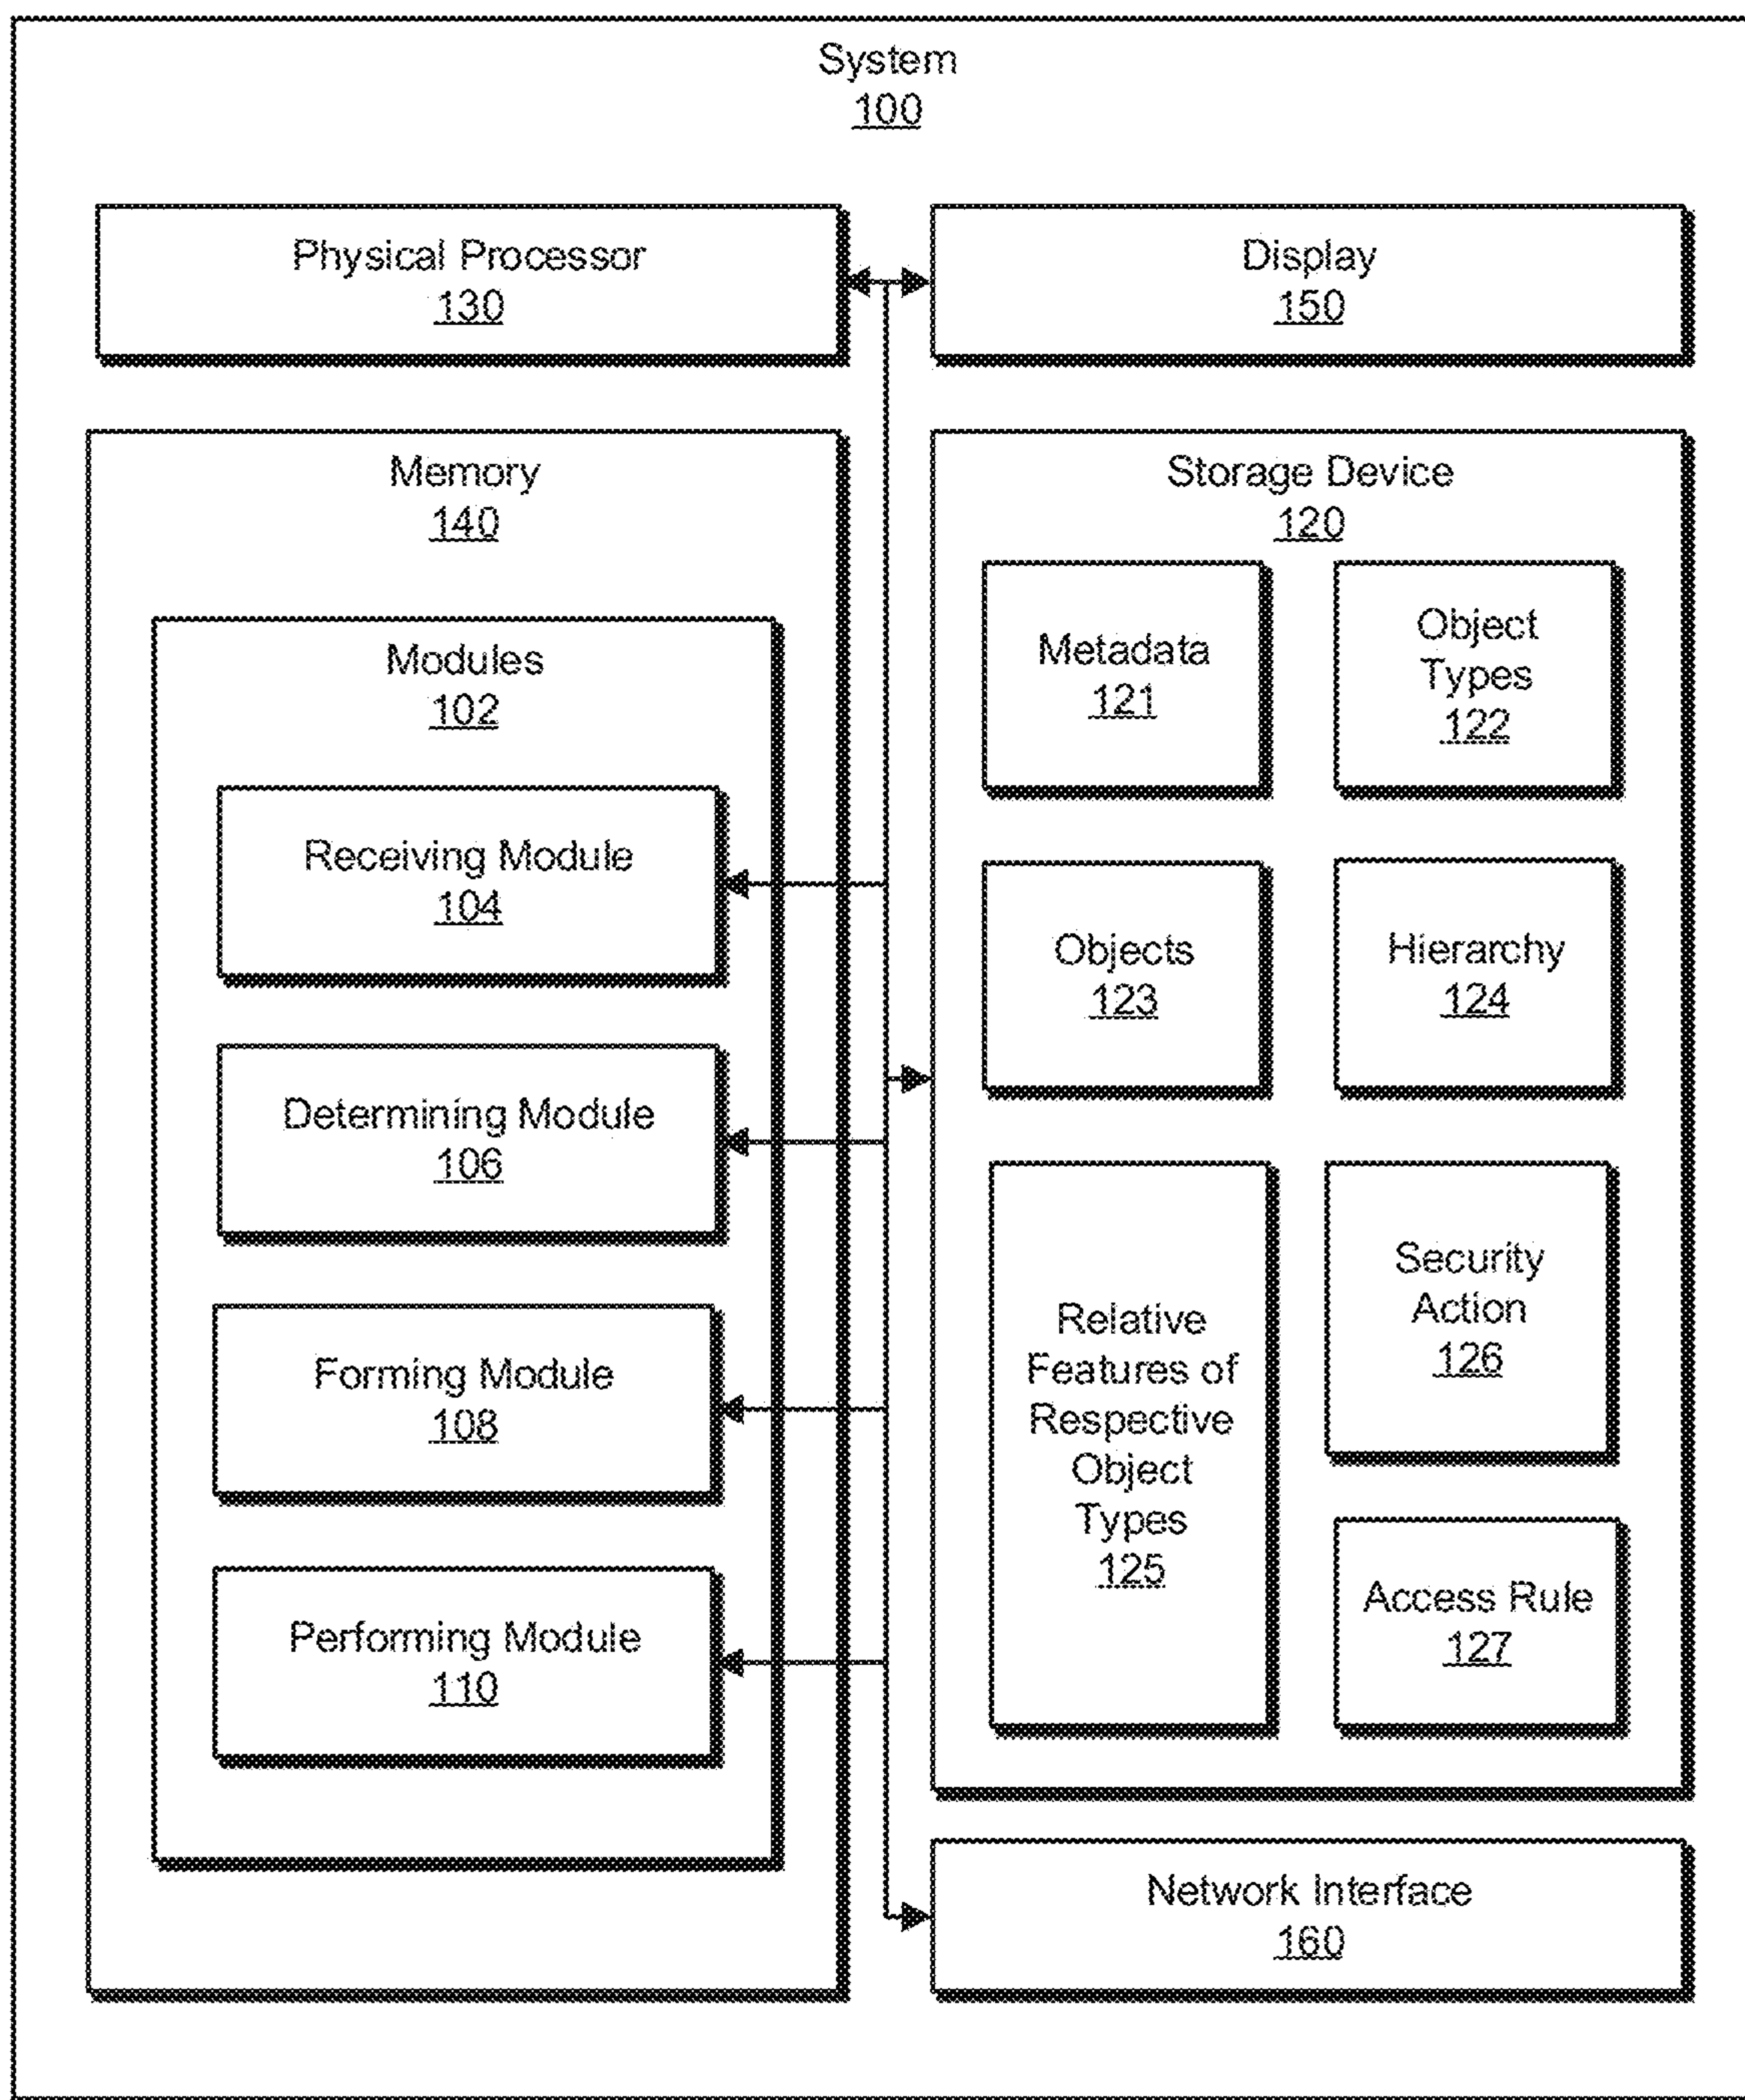 System
100
Physical Processor
130
Display
150
Memory
140
Modules
102
Receiving Module
104
Determining Module
106
Forming Module
108
Performing Module
110
Storage Device
120
Metadata
121
Object
Types
122
Objects
123
Hierarchy
124
Relative
Features of
Respective
Object
Types
125
Security
Action
126
Access Rule
127
Network Interface
160